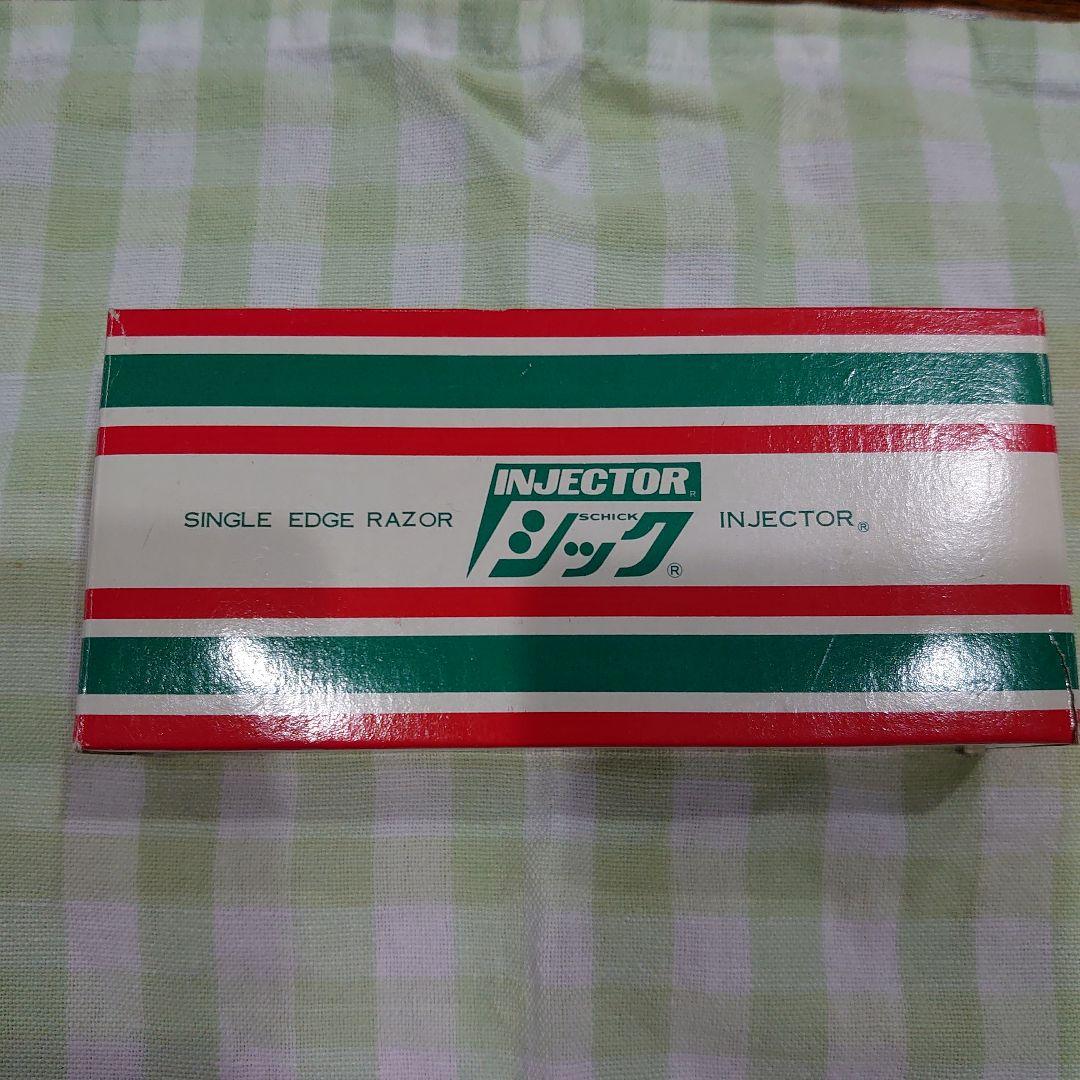 SINGLE EDGE RAZOR
INJECTOR®
SCHICK
シック®
INJECTOR®